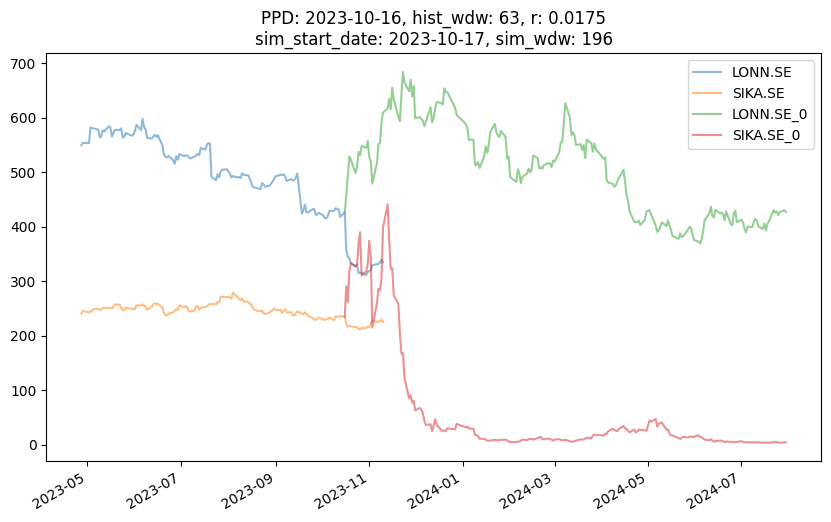 PPD: 2023-10-16, hist_wdw: 63, r: 0.0175
sim_start_date: 2023-10-17, sim_wdw: 196
LONN.SE
SIKA.SE
LONN.SE_0
SIKA.SE_0
700
600
500
400
300
200
100
0
2023-05
2023-07
2023-09
2023-11
2024-01
2024-03
2024-05
2024-07